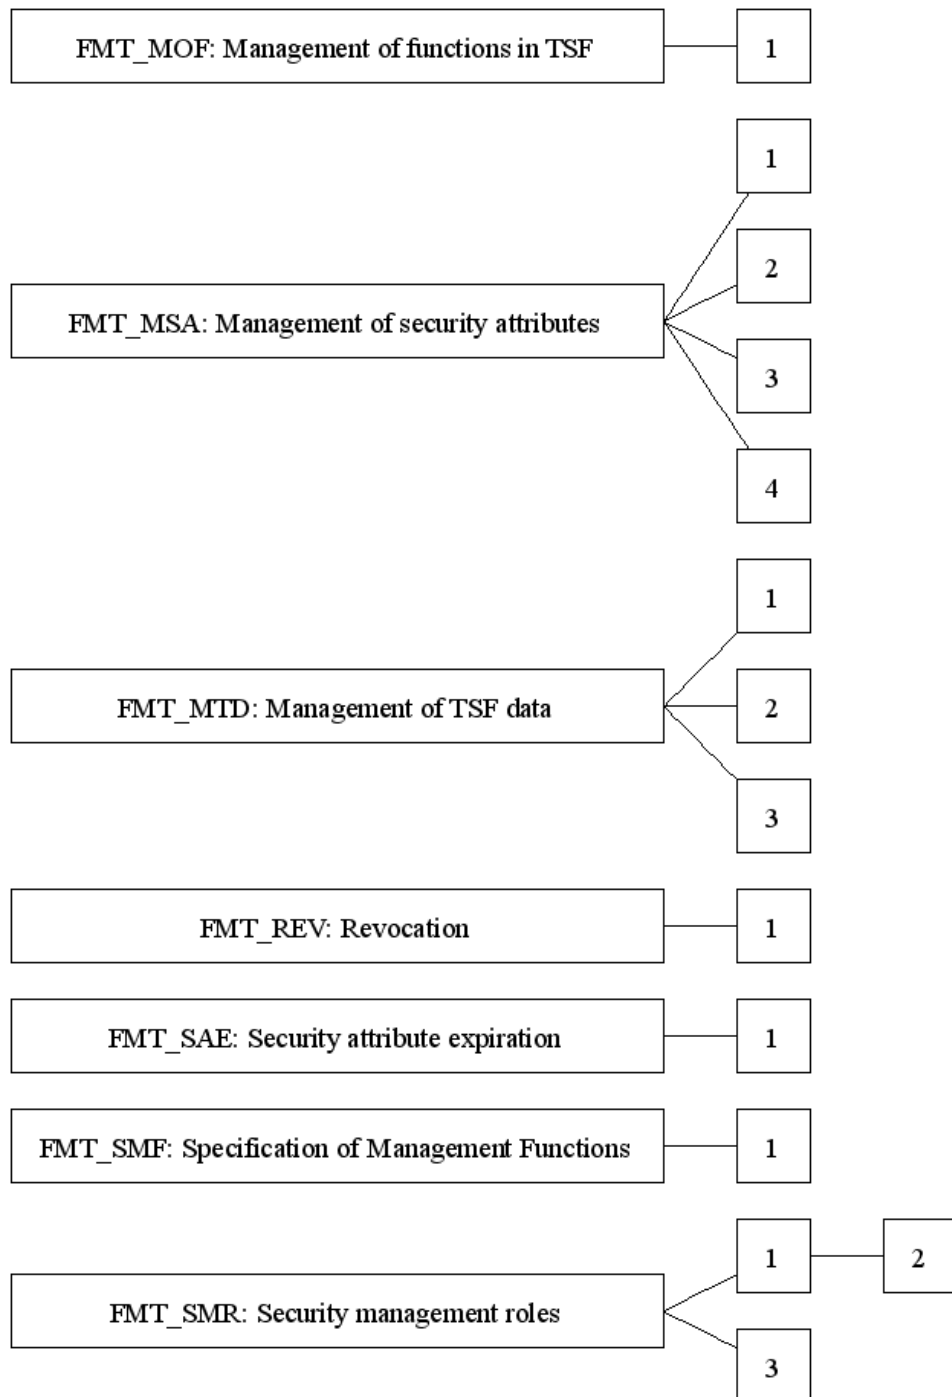 FMT_MOF: Management of functions in TSF 1
1
2
FMT_MSA: Management of security attributes
3
4
1
FMT_MTD: Management of TSF data 2
3
FMT_REV: Revocation 1
FMT_SAE: Security attribute expiration 1
FMT_SMF: Specification of Management Functions 1
1 2
FMT_SMR: Security management roles
3